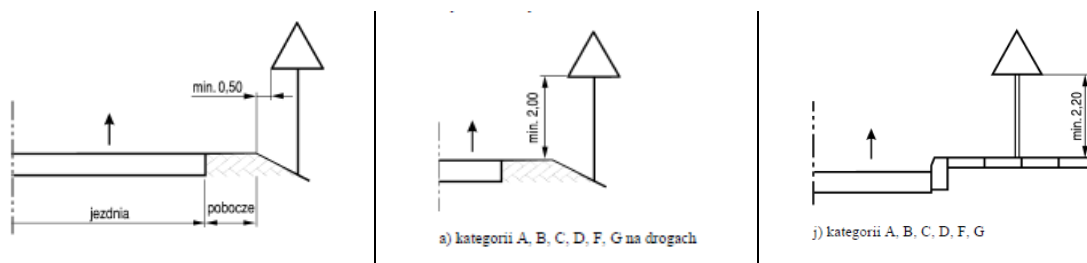 min. 0,50
jezdnia
pobocze
min. 2,00
a) kategorii A, B, C, D, F, G na drogach
min. 2,20
j) kategorii A, B, C, D, F, G